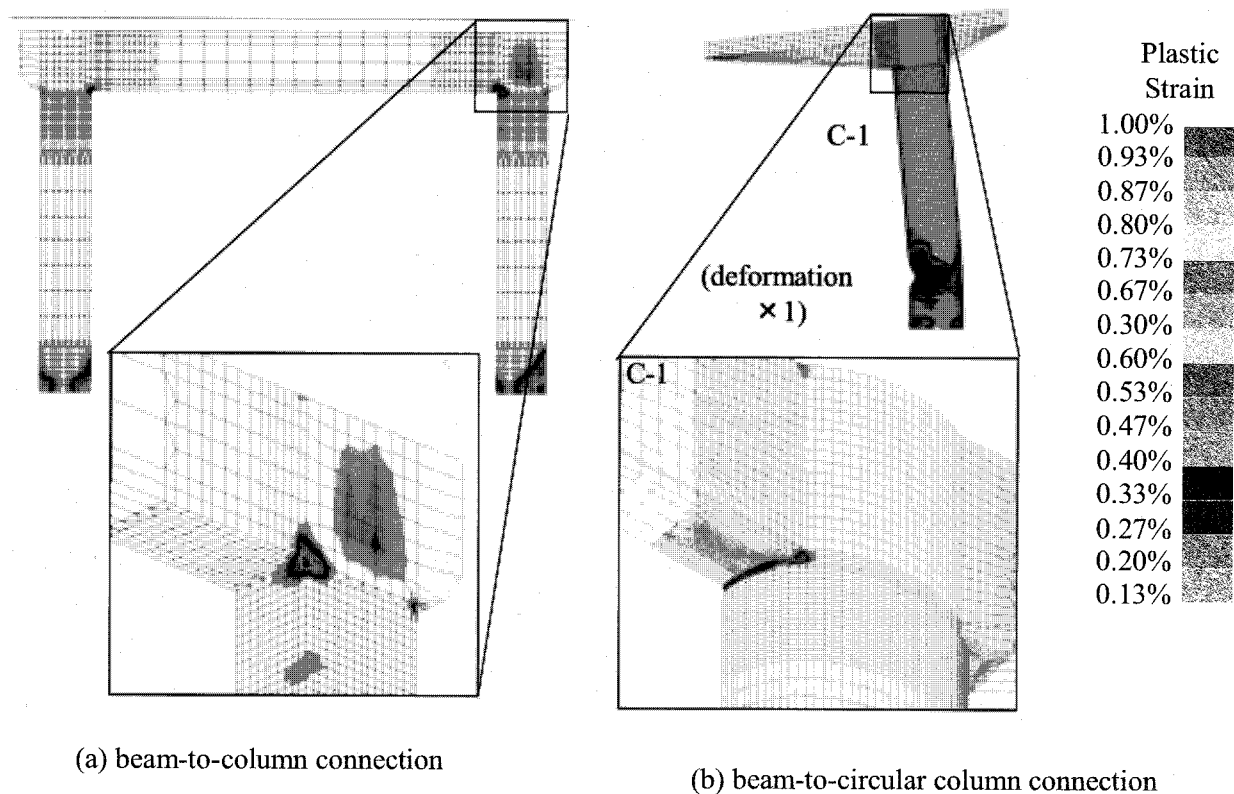 C-1
(deformation
×1)
C-1
Plastic
Strain
1.00%
0.93%
0.87%
0.80%
0.73%
0.67%
0.30%
0.60%
0.53%
0.47%
0.40%
0.33%
0.27%
0.20%
0.13%
(a) beam-to-column connection
(b) beam-to-circular column connection